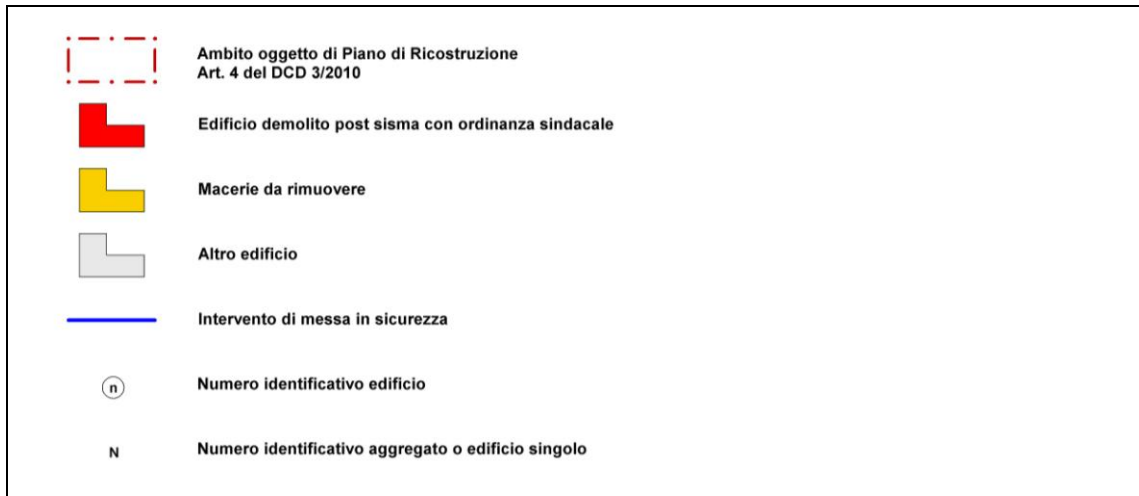 Ambito oggetto di Piano di Ricostruzione
Art. 4 del DCD 3/2010
Edificio demolito post sisma con ordinanza sindacale
Macerie da rimuovere
Altro edificio
Intervento di messa in sicurezza
n Numero identificativo edificio
N Numero identificativo aggregato o edificio singolo